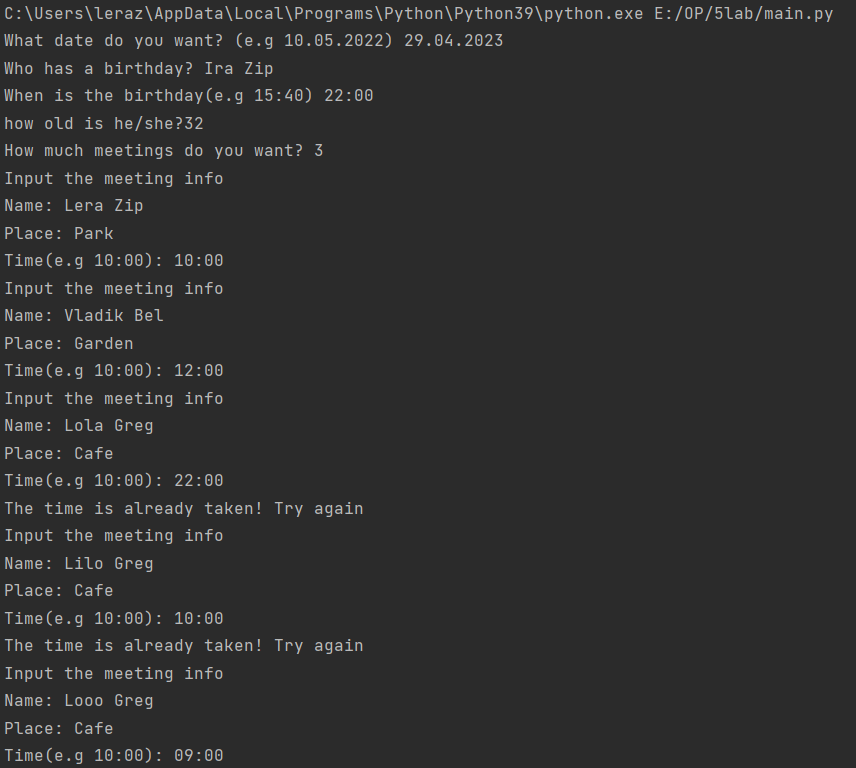 C:\Users\leraz\AppData\Local\Programs\Python\Python39\python.exe E:/OP/5lab/main.py
What date do you want? (e.g 10.05.2022) 29.04.2023
Who has a birthday? Ira Zip
When is the birthday(e.g 15:40) 22:00
how old is he/she?32
How much meetings do you want? 3
Input the meeting info
Name: Lera Zip
Place: Park
Time(e.g 10:00): 10:00
Input the meeting info
Name: Vladik Bel
Place: Garden
Time(e.g 10:00): 12:00
Input the meeting info
Name: Lola Greg
Place: Cafe
Time(e.g 10:00): 22:00
The time is already taken! Try again
Input the meeting info
Name: Lilo Greg
Place: Cafe
Time(e.g 10:00): 10:00
The time is already taken! Try again
Input the meeting info
Name: Looo Greg
Place: Cafe
Time(e.g 10:00): 09:00